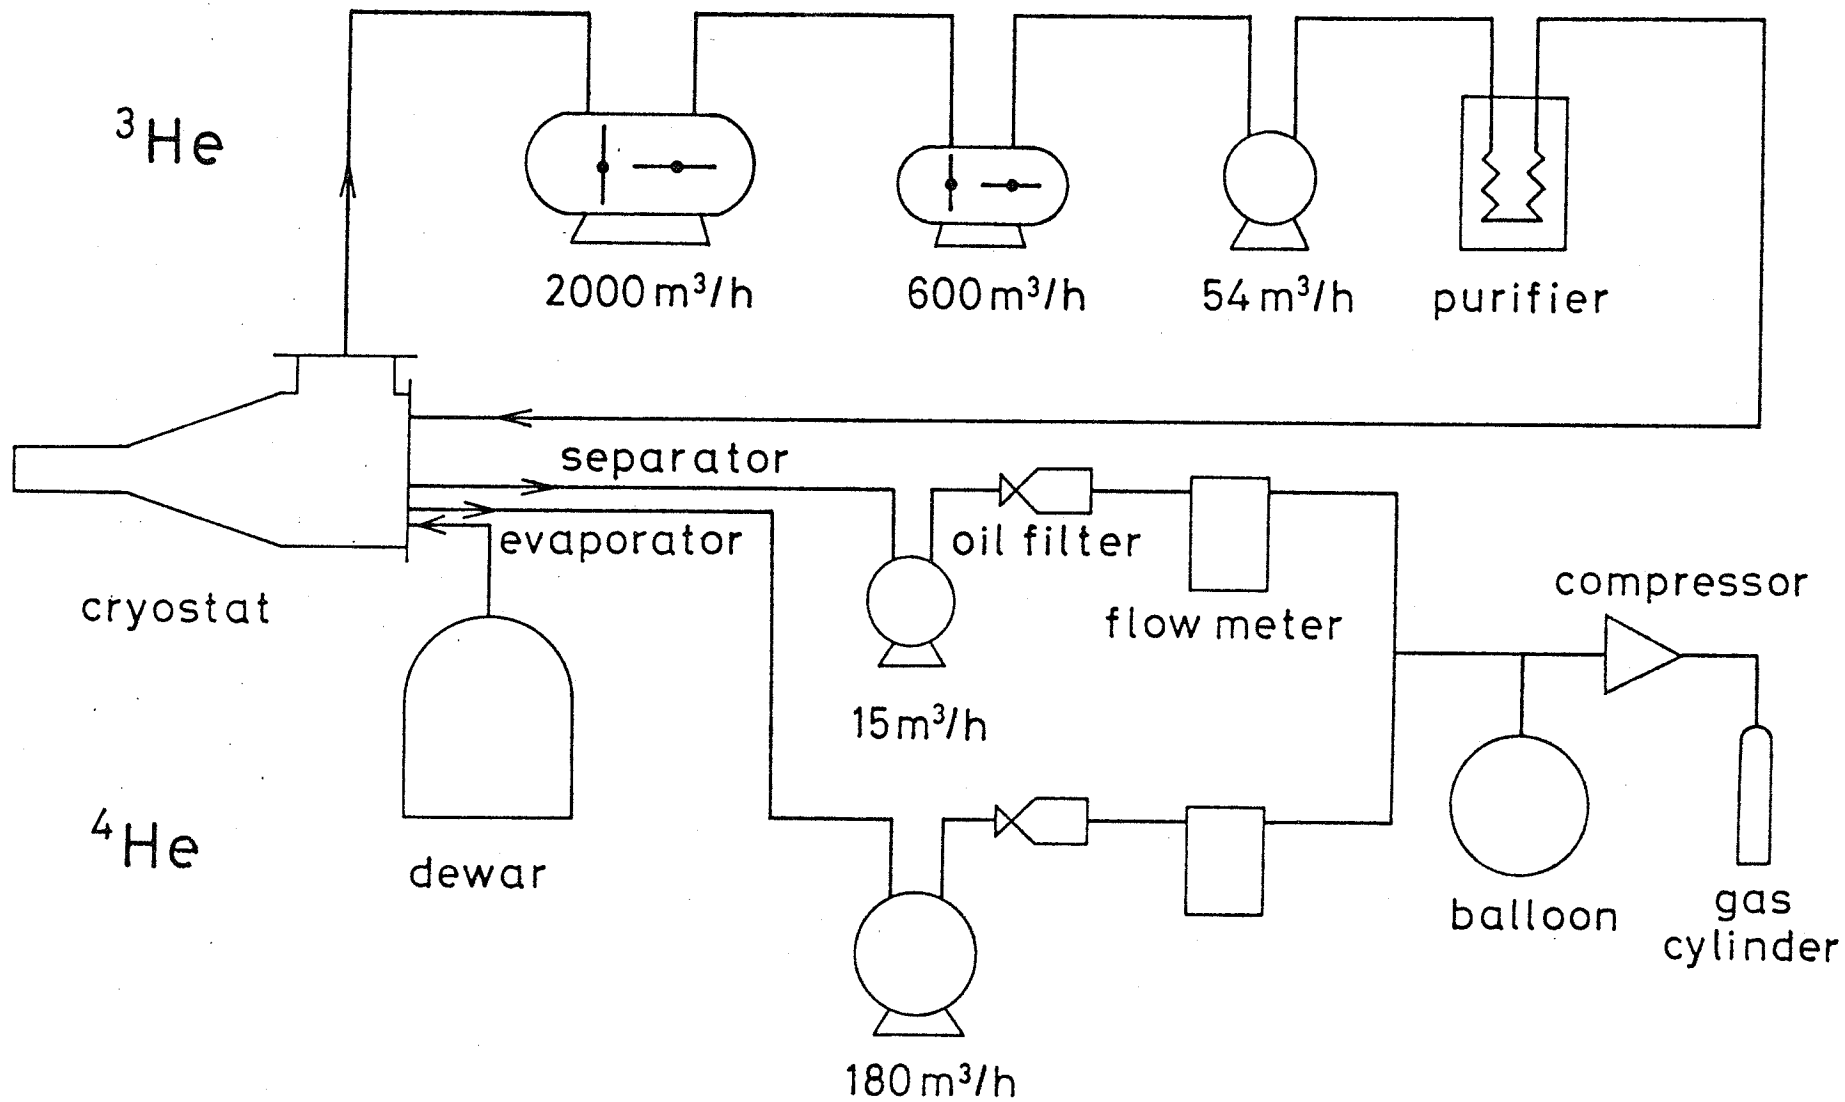 ³He
2000 m³/h
600 m³/h
54 m³/h
purifier
separator
evaporator
oil filter
cryostat
flow meter
compressor
15 m³/h
⁴He
dewar
balloon
gas
cylinder
180 m³/h